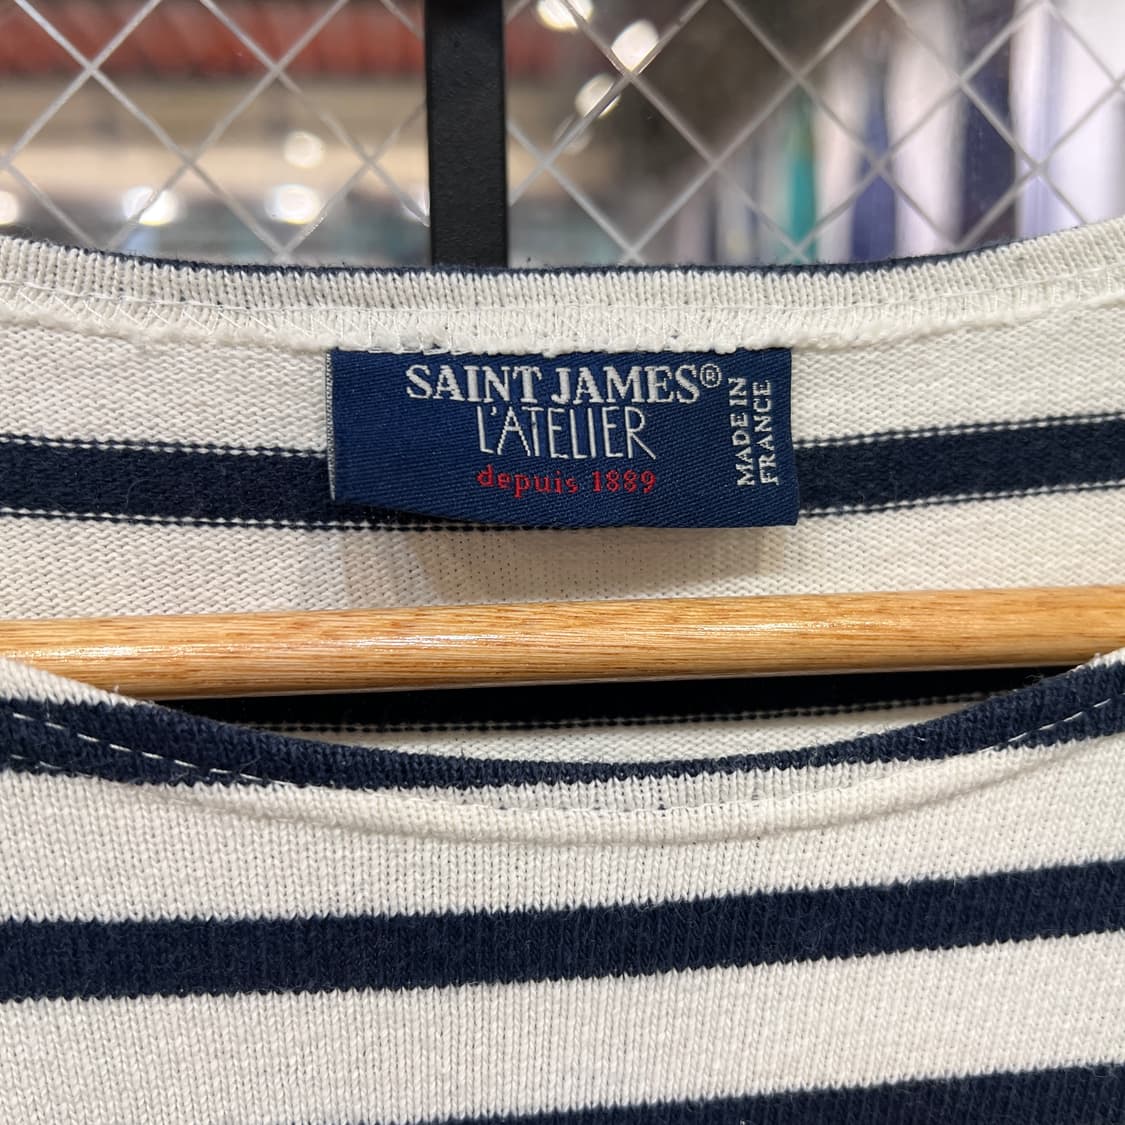 SAINT JAMES®
L'ATELIER
depuis 1889
MADE IN
FRANCE